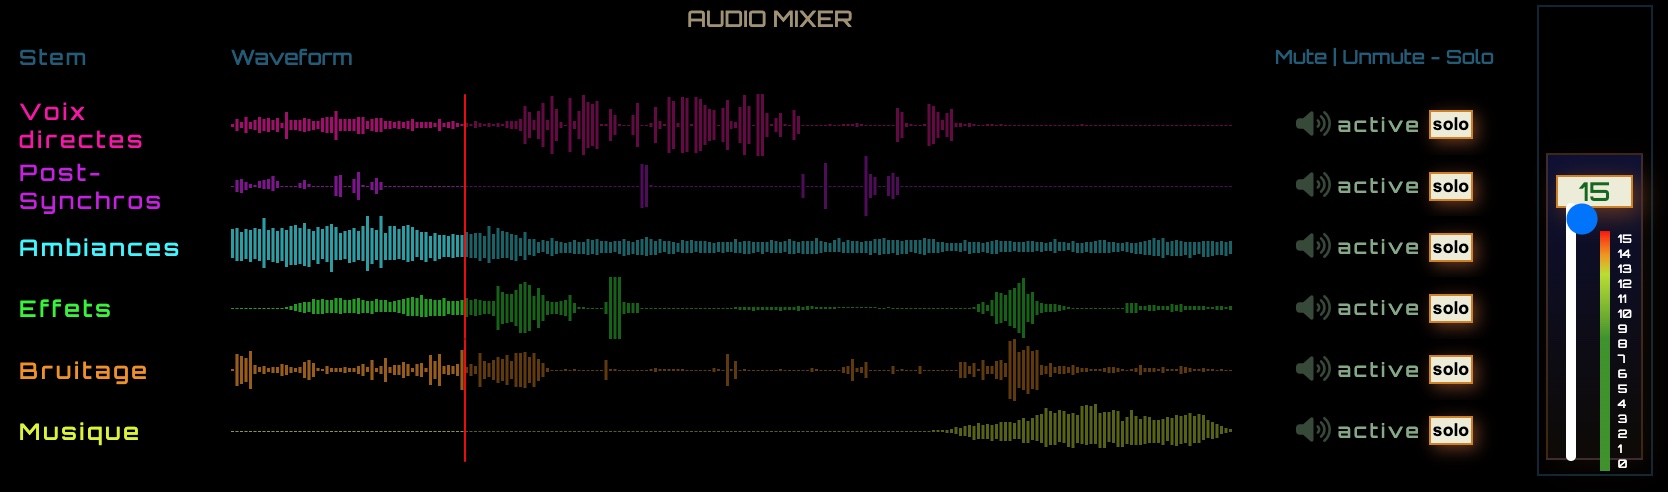 AUDIO MIXER
Stem Waveform Mute | Unmute - Solo
Voix
directes
active solo
Post-
Synchros
active solo
Ambiances active solo
Effets active solo
Bruitage active solo
Musique active solo
15
15
14
13
12
11
10
9
8
7
6
5
4
3
2
1
0